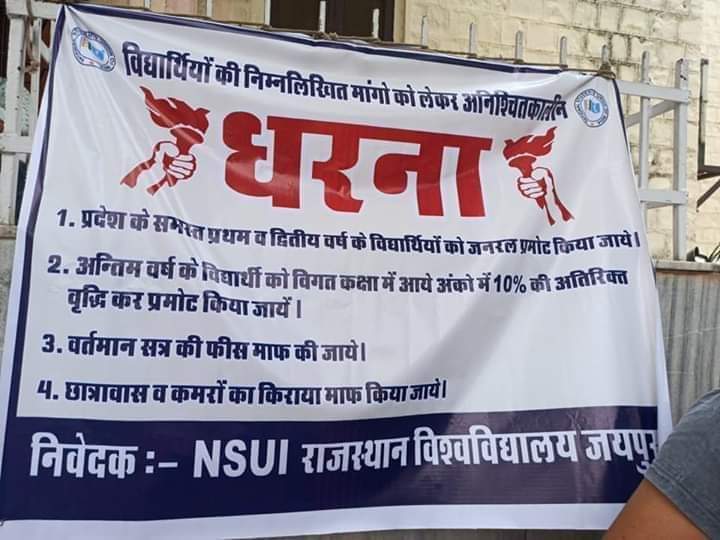 विद्यार्थियों की निम्नलिखित मांगो को लेकर अनिश्चितकालीन
धरना
1. प्रदेश के समस्त प्रथम व द्वितीय वर्ष के विद्यार्थियों को जनरल प्रमोट किया जाये।
2. अन्तिम वर्ष के विद्यार्थी को विगत कक्षा में आये अंको में 10% की अतिरिक्त
वृद्धि कर प्रमोट किया जायें।
3. वर्तमान सत्र की फीस माफ की जाये।
4. छात्रावास व कमरों का किराया माफ किया जाये।
निवेदक :– NSUI राजस्थान विश्वविद्यालय जयपुर